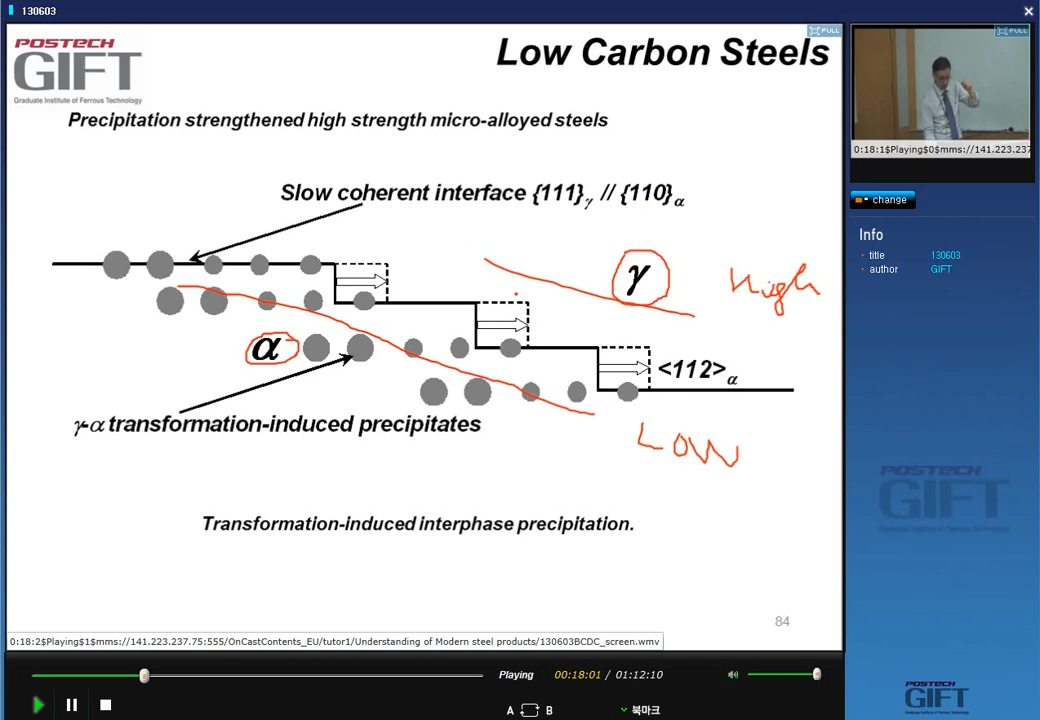 130603
POSTECH
GIFT
Graduate Institute of Ferrous Technology
FULL
Low Carbon Steels
Precipitation strengthened high strength micro-alloyed steels
Slow coherent interface {111}γ // {110}α
γ
High
α
<112>α
γ-α transformation-induced precipitates
Low
Transformation-induced interphase precipitation.
84
0:18:2$Playing$1$mms://141.223.237.75:555/OnCastContents_EU/tutor1/Understanding of Modern steel products/130603BCDC_screen.wmv
Playing
00:18:01 / 01:12:10
A B
북마크
FULL
0:18:1$Playing$0$mms://141.223.237
change
Info
title 130603
author GIFT
POSTECH
GIFT
POSTECH
GIFT